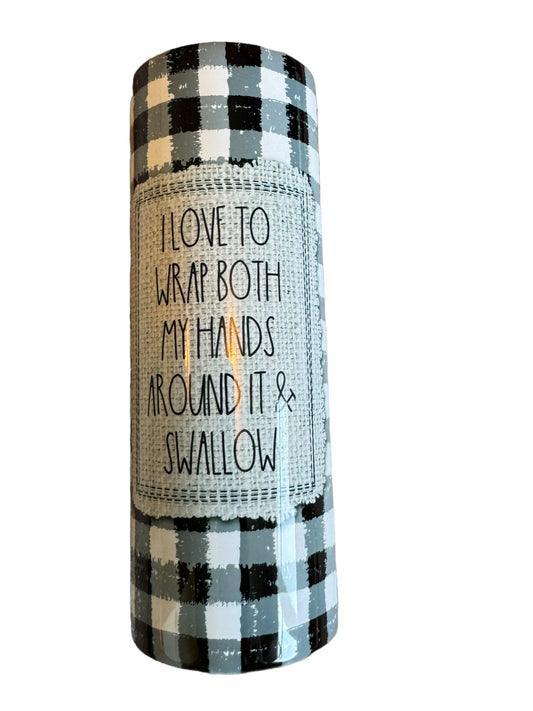 I LOVE TO
WRAP BOTH
MY HANDS
AROUND IT &
SWALLOW